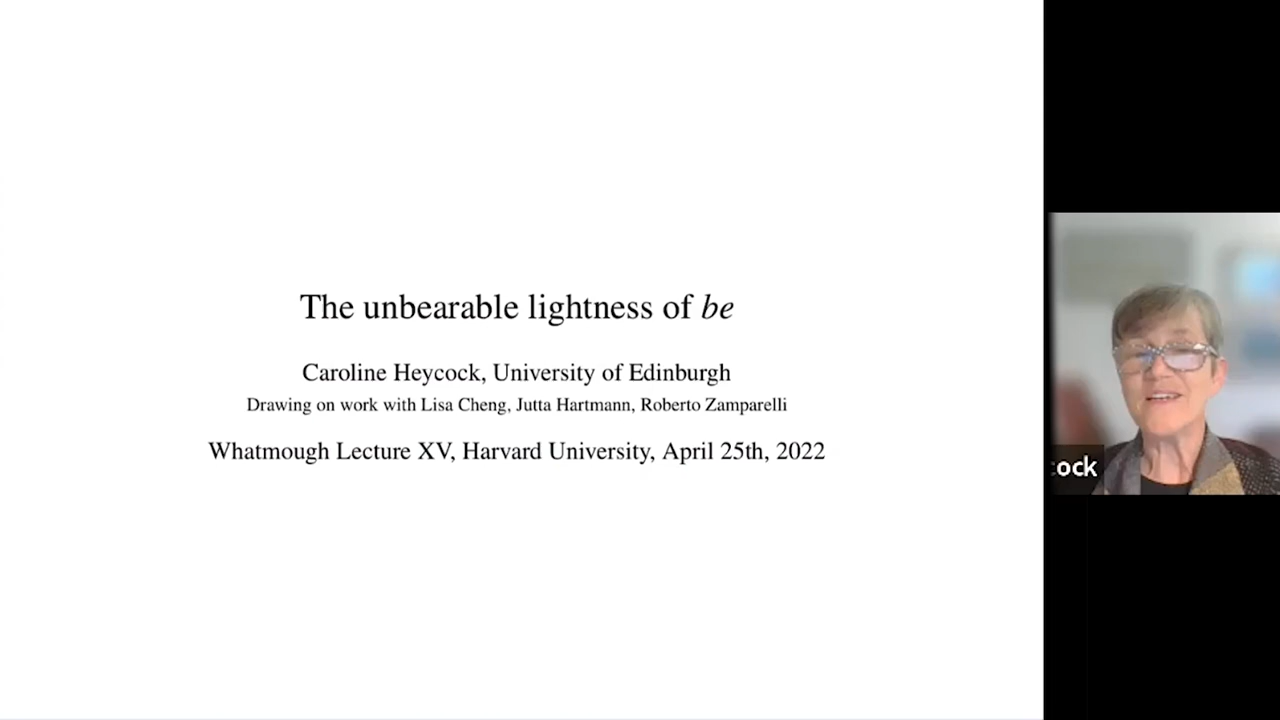 The unbearable lightness of be
Caroline Heycock, University of Edinburgh
Drawing on work with Lisa Cheng, Jutta Hartmann, Roberto Zamparelli
Whatmough Lecture XV, Harvard University, April 25th, 2022
cock